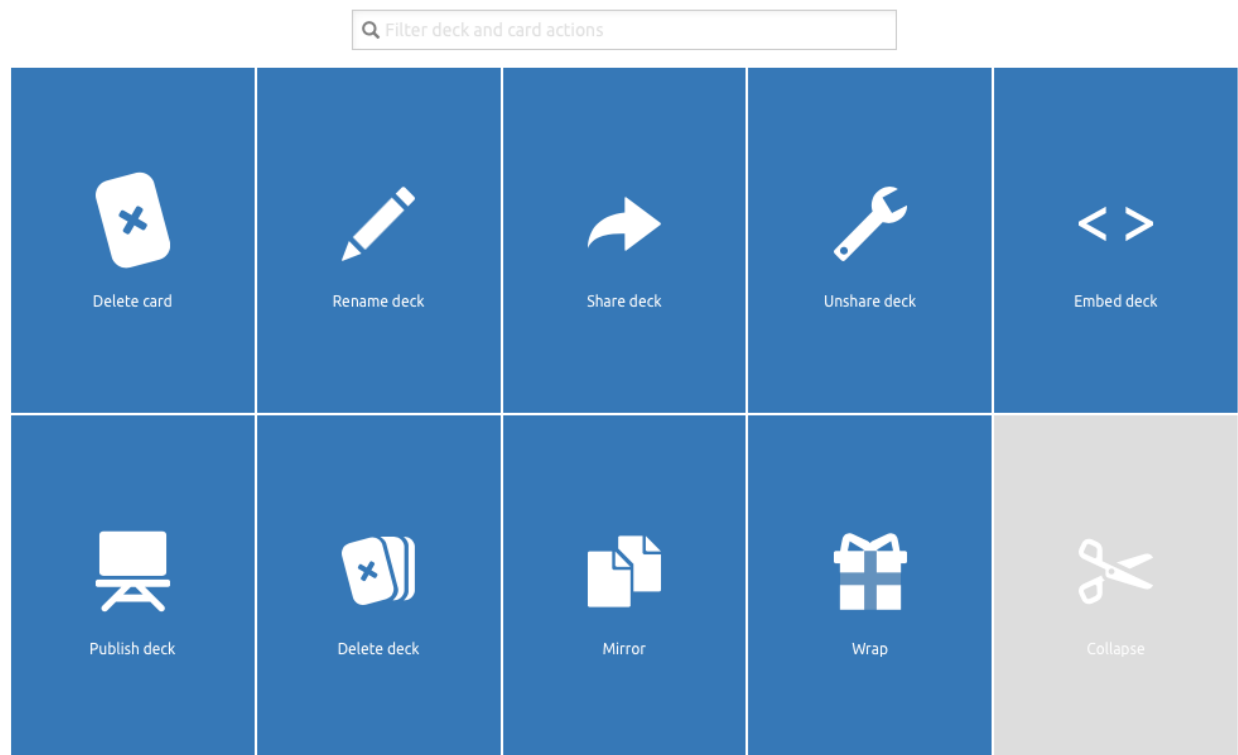 Filter deck and card actions
Delete card
Rename deck
Share deck
Unshare deck
Embed deck
Publish deck
Delete deck
Mirror
Wrap
Collapse